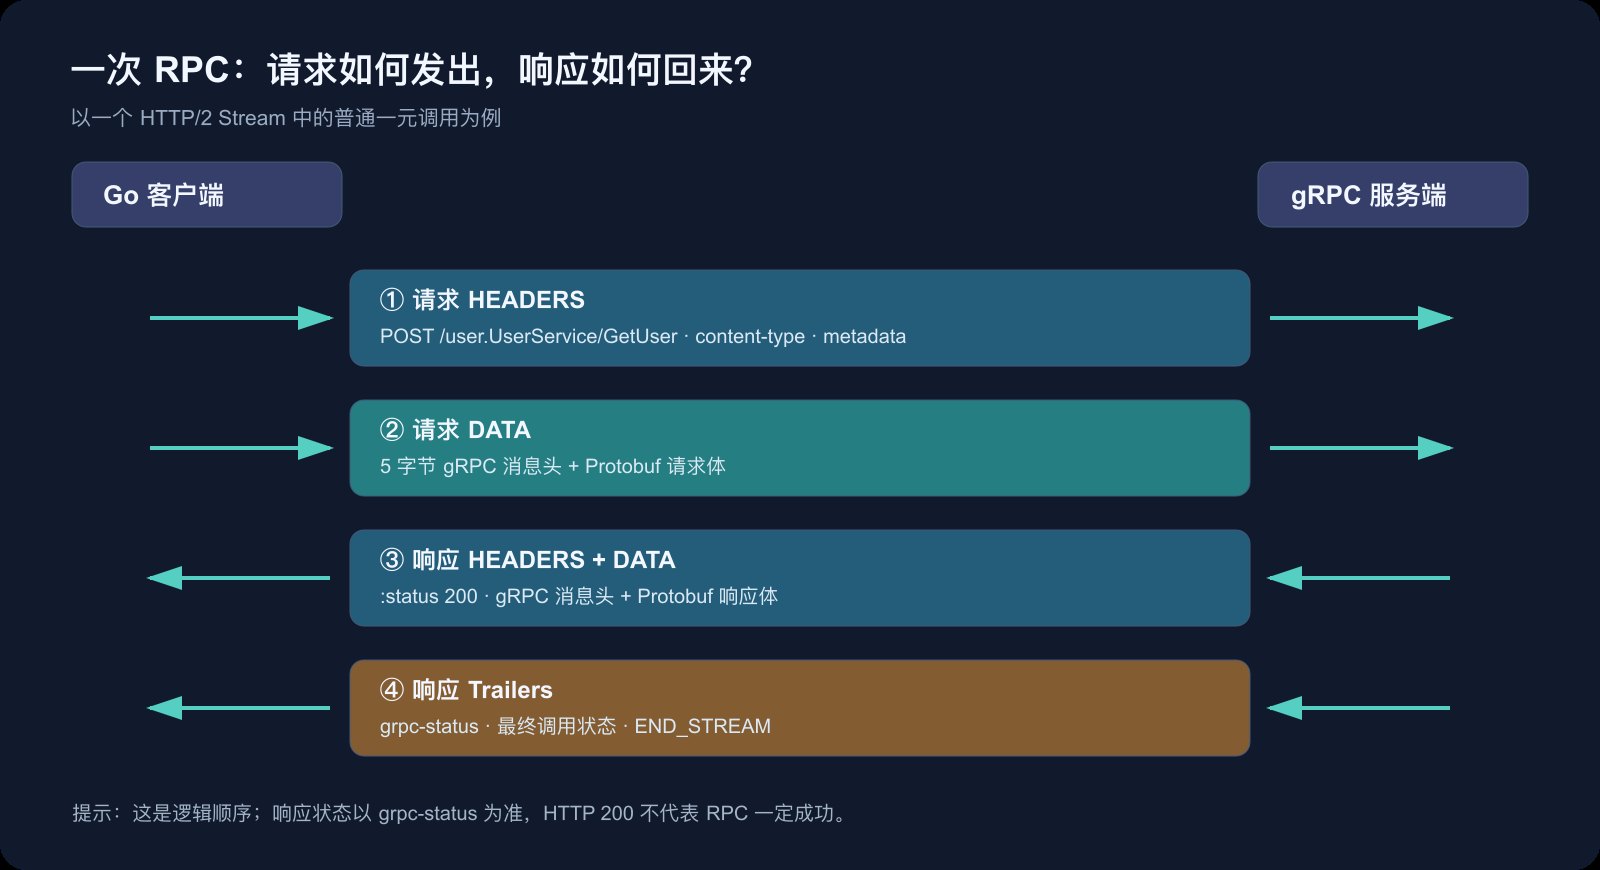 一次 RPC：请求如何发出，响应如何回来？
以一个 HTTP/2 Stream 中的普通一元调用为例
Go 客户端
gRPC 服务端
① 请求 HEADERS
POST /user.UserService/GetUser · content-type · metadata
② 请求 DATA
5 字节 gRPC 消息头 + Protobuf 请求体
③ 响应 HEADERS + DATA
:status 200 · gRPC 消息头 + Protobuf 响应体
④ 响应 Trailers
grpc-status · 最终调用状态 · END_STREAM
提示：这是逻辑顺序；响应状态以 grpc-status 为准，HTTP 200 不代表 RPC 一定成功。